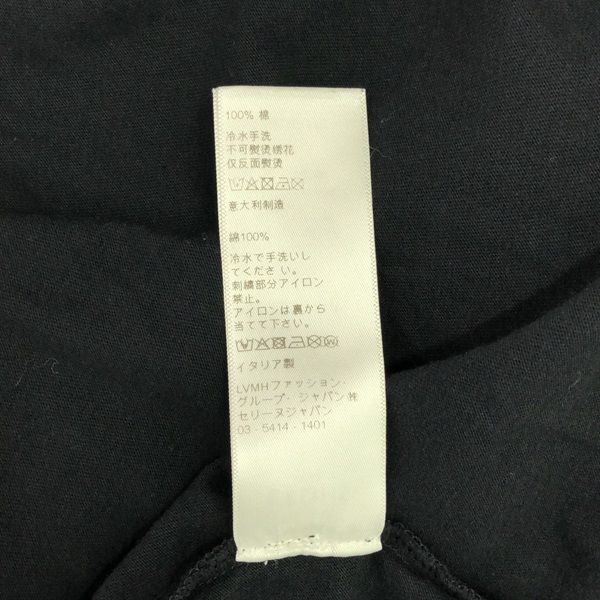 100% 棉
冷水手洗
不可熨烫绣花
仅反面熨烫
意大利制造
綿100%
冷水で手洗いし
てくださ い。
刺繍部分アイロン
禁止。
アイロンは裏から
当てて下さい。
イタリア製
LVMHファッション・
グループ・ジャパン㈱
セリーヌジャパン
03 - 5414 - 1401